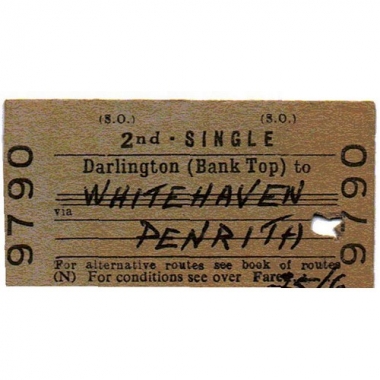 (S.O.) (S.O.)
2nd - SINGLE
Darlington (Bank Top) to
WHITEHAVEN
via
PENRITH
For alternative routes see book of routes
(N) For conditions see over Fare
9790
9790